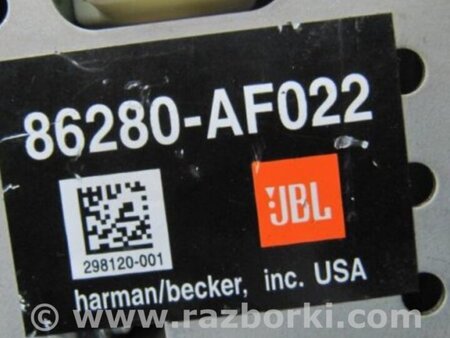 86280-AF022
JBL
298120-001
harman/becker, inc. USA
© www.razborki.com